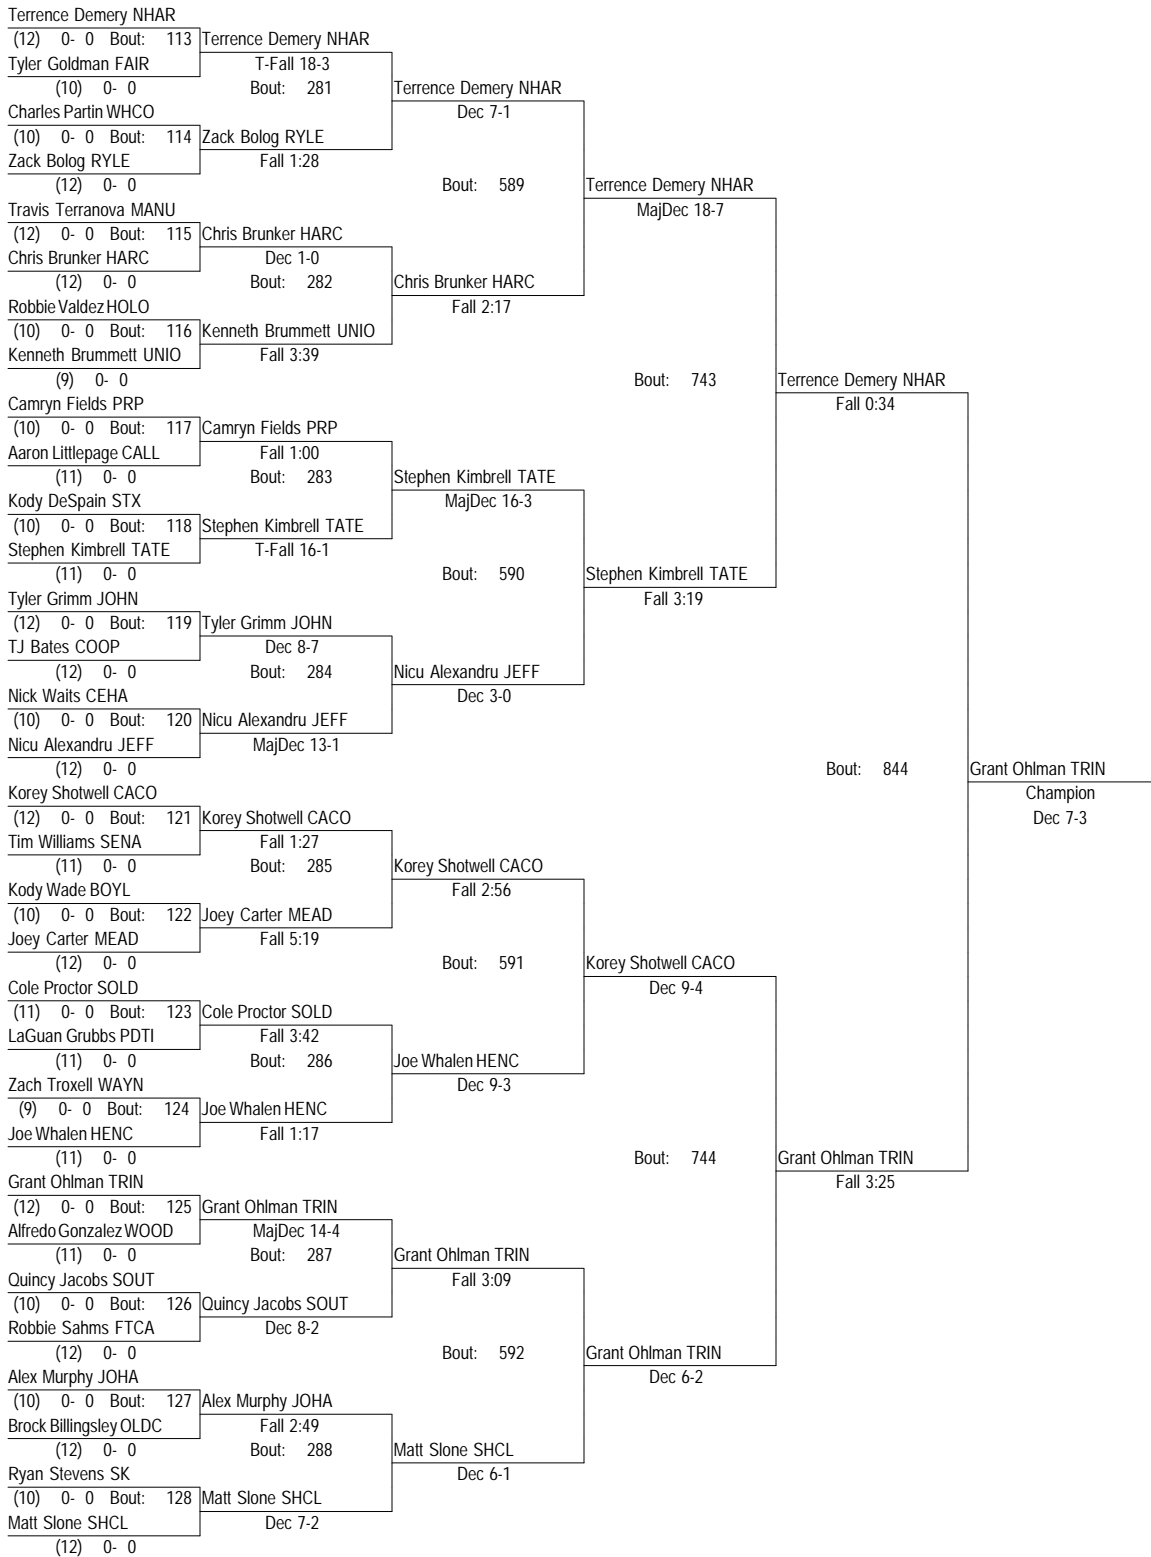 Terrence Demery NHAR
(12) 0- 0 Bout: 113 Terrence Demery NHAR
Tyler Goldman FAIR T-Fall 18-3
(10) 0- 0 Bout: 281 Terrence Demery NHAR
Charles Partin WHCO Dec 7-1
(10) 0- 0 Bout: 114 Zack Bolog RYLE
Zack Bolog RYLE Fall 1:28
(12) 0- 0 Bout: 589 Terrence Demery NHAR
Travis Terranova MANU MajDec 18-7
(12) 0- 0 Bout: 115 Chris Brunker HARC
Chris Brunker HARC Dec 1-0
(12) 0- 0 Bout: 282 Chris Brunker HARC
Robbie Valdez HOLO Fall 2:17
(10) 0- 0 Bout: 116 Kenneth Brummett UNIO
Kenneth Brummett UNIO Fall 3:39
(9) 0- 0 Bout: 743 Terrence Demery NHAR
Camryn Fields PRP Fall 0:34
(10) 0- 0 Bout: 117 Camryn Fields PRP
Aaron Littlepage CALL Fall 1:00
(11) 0- 0 Bout: 283 Stephen Kimbrell TATE
Kody DeSpain STX MajDec 16-3
(10) 0- 0 Bout: 118 Stephen Kimbrell TATE
Stephen Kimbrell TATE T-Fall 16-1
(11) 0- 0 Bout: 590 Stephen Kimbrell TATE
Tyler Grimm JOHN Fall 3:19
(12) 0- 0 Bout: 119 Tyler Grimm JOHN
TJ Bates COOP Dec 8-7
(12) 0- 0 Bout: 284 Nicu Alexandru JEFF
Nick Waits CEHA Dec 3-0
(10) 0- 0 Bout: 120 Nicu Alexandru JEFF
Nicu Alexandru JEFF MajDec 13-1
(12) 0- 0 Bout: 844 Grant Ohlman TRIN
Korey Shotwell CACO Champion
(12) 0- 0 Bout: 121 Korey Shotwell CACO Dec 7-3
Tim Williams SENA Fall 1:27
(11) 0- 0 Bout: 285 Korey Shotwell CACO
Kody Wade BOYL Fall 2:56
(10) 0- 0 Bout: 122 Joey Carter MEAD
Joey Carter MEAD Fall 5:19
(12) 0- 0 Bout: 591 Korey Shotwell CACO
Cole Proctor SOLD Dec 9-4
(11) 0- 0 Bout: 123 Cole Proctor SOLD
LaGuan Grubbs PDTI Fall 3:42
(11) 0- 0 Bout: 286 Joe Whalen HENC
Zach Troxell WAYN Dec 9-3
(9) 0- 0 Bout: 124 Joe Whalen HENC
Joe Whalen HENC Fall 1:17
(11) 0- 0 Bout: 744 Grant Ohlman TRIN
Grant Ohlman TRIN Fall 3:25
(12) 0- 0 Bout: 125 Grant Ohlman TRIN
Alfredo Gonzalez WOOD MajDec 14-4
(11) 0- 0 Bout: 287 Grant Ohlman TRIN
Quincy Jacobs SOUT Fall 3:09
(10) 0- 0 Bout: 126 Quincy Jacobs SOUT
Robbie Sahms FTCA Dec 8-2
(12) 0- 0 Bout: 592 Grant Ohlman TRIN
Alex Murphy JOHA Dec 6-2
(10) 0- 0 Bout: 127 Alex Murphy JOHA
Brock Billingsley OLDC Fall 2:49
(12) 0- 0 Bout: 288 Matt Slone SHCL
Ryan Stevens SK Dec 6-1
(10) 0- 0 Bout: 128 Matt Slone SHCL
Matt Slone SHCL Dec 7-2
(12) 0- 0